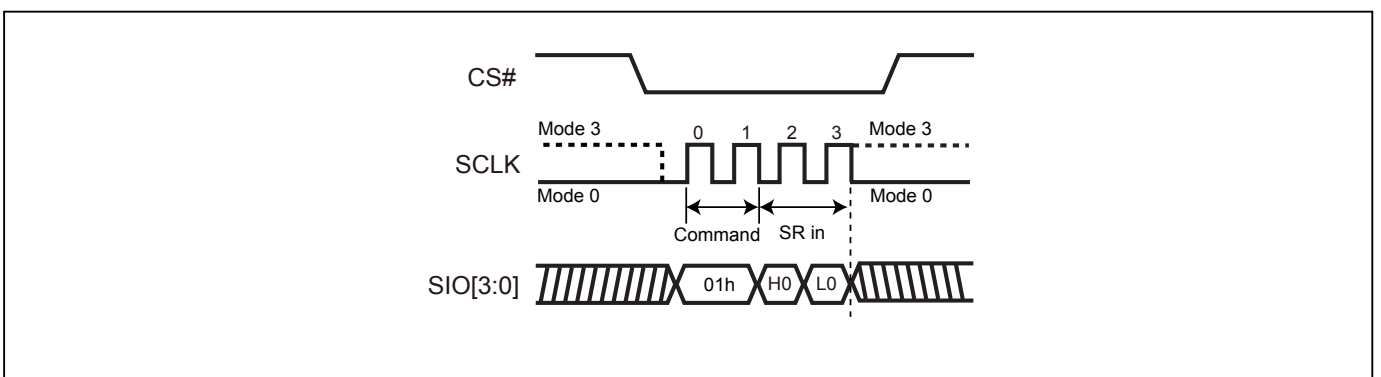 CS#
Mode 3 0 1 2 3 Mode 3
SCLK
Mode 0 Mode 0
Command SR in
SIO[3:0] 01h H0 L0